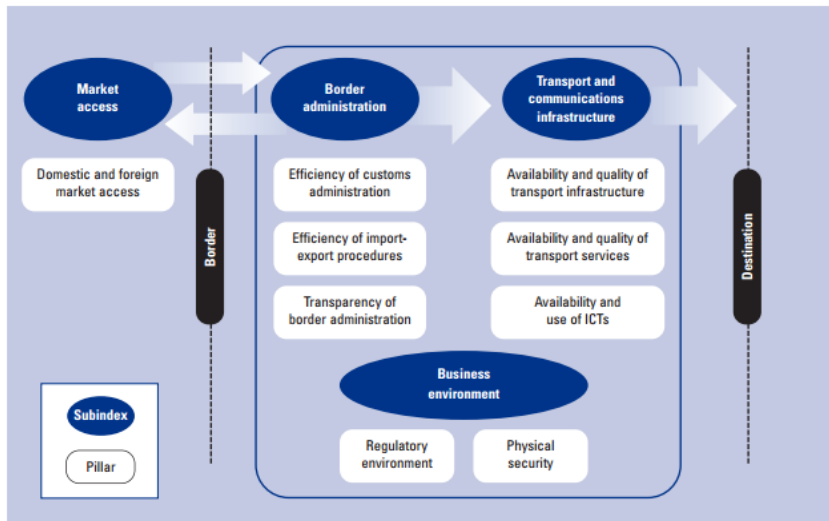 Market
access
Domestic and foreign
market access
Border
Border
administration
Efficiency of customs
administration
Efficiency of import-
export procedures
Transparency of
border administration
Transport and
communications
infrastructure
Availability and quality of
transport infrastructure
Availability and quality of
transport services
Availability and
use of ICTs
Business
environment
Regulatory
environment
Physical
security
Destination
Subindex
Pillar